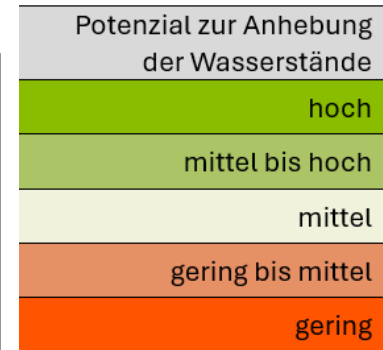 Potenzial zur Anhebung
der Wasserstände
hoch
mittel bis hoch
mittel
gering bis mittel
gering